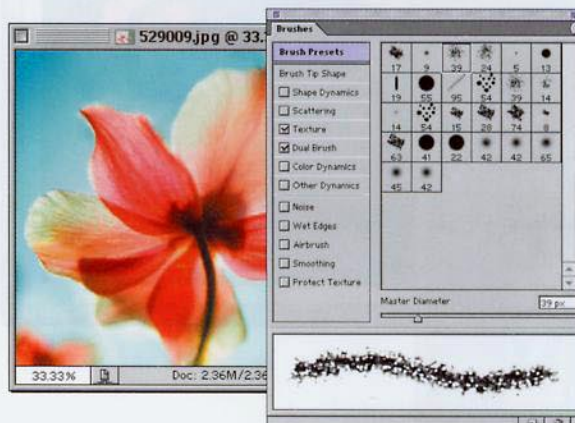 529009.jpg @ 33.
Brushes
Brush Presets
Brush Tip Shape
Shape Dynamics
Scattering
Texture
Dual Brush
Color Dynamics
Other Dynamics
Noise
Wet Edges
Airbrush
Smoothing
Protect Texture
17 9 39 24 5 13
19 55 95 54 39 14
14 54 15 28 74 8
63 41 22 42 42 65
45 42
Master Diameter
39 px
33.33%
Doc: 2.36M/2.36